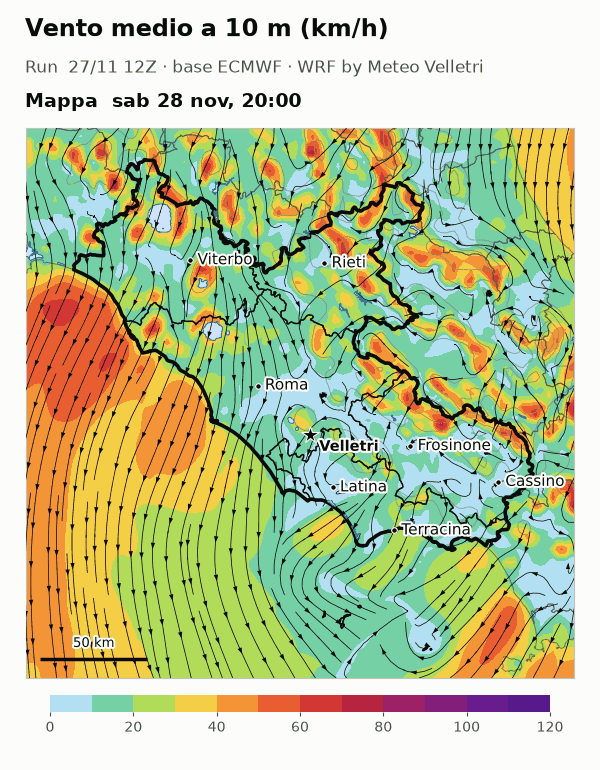 Vento medio a 10 m (km/h)
Run  27/11 12Z · base ECMWF · WRF by Meteo Velletri
Mappa  sab 28 nov, 20:00
Viterbo
Rieti
Roma
Velletri
Frosinone
Latina
Cassino
Terracina
50 km
0 20 40 60 80 100 120